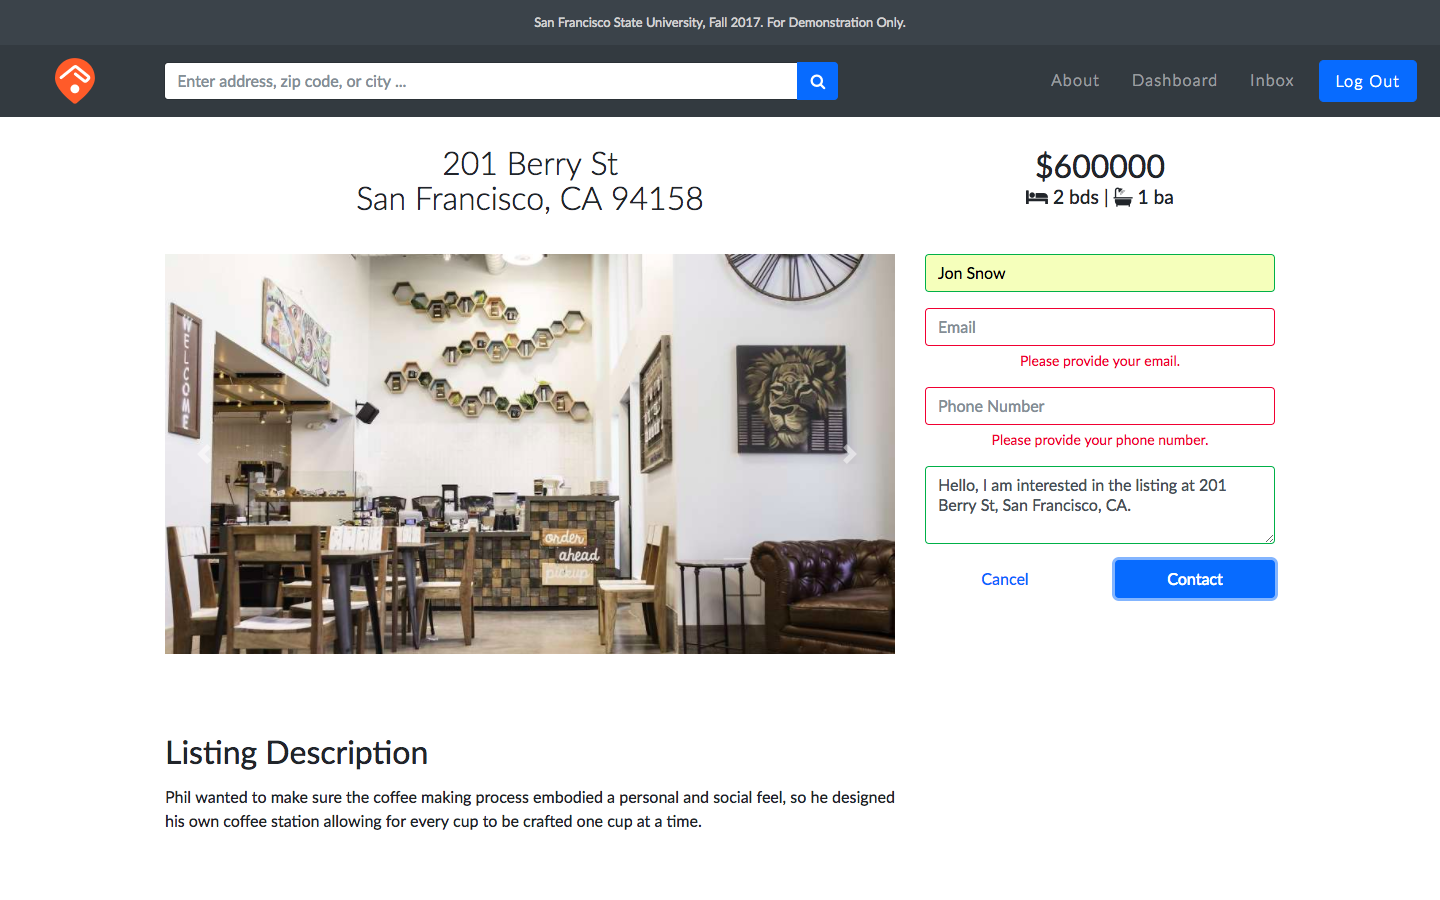 San Francisco State University, Fall 2017. For Demonstration Only.
Enter address, zip code, or city ...
About
Dashboard
Inbox
Log Out
201 Berry St
San Francisco, CA 94158
$600000
2 bds | 1 ba
WELCOME
order
ahead
pickup
Jon Snow
Email
Please provide your email.
Phone Number
Please provide your phone number.
Hello, I am interested in the listing at 201
Berry St, San Francisco, CA.
Cancel
Contact
Listing Description
Phil wanted to make sure the coffee making process embodied a personal and social feel, so he designed
his own coffee station allowing for every cup to be crafted one cup at a time.